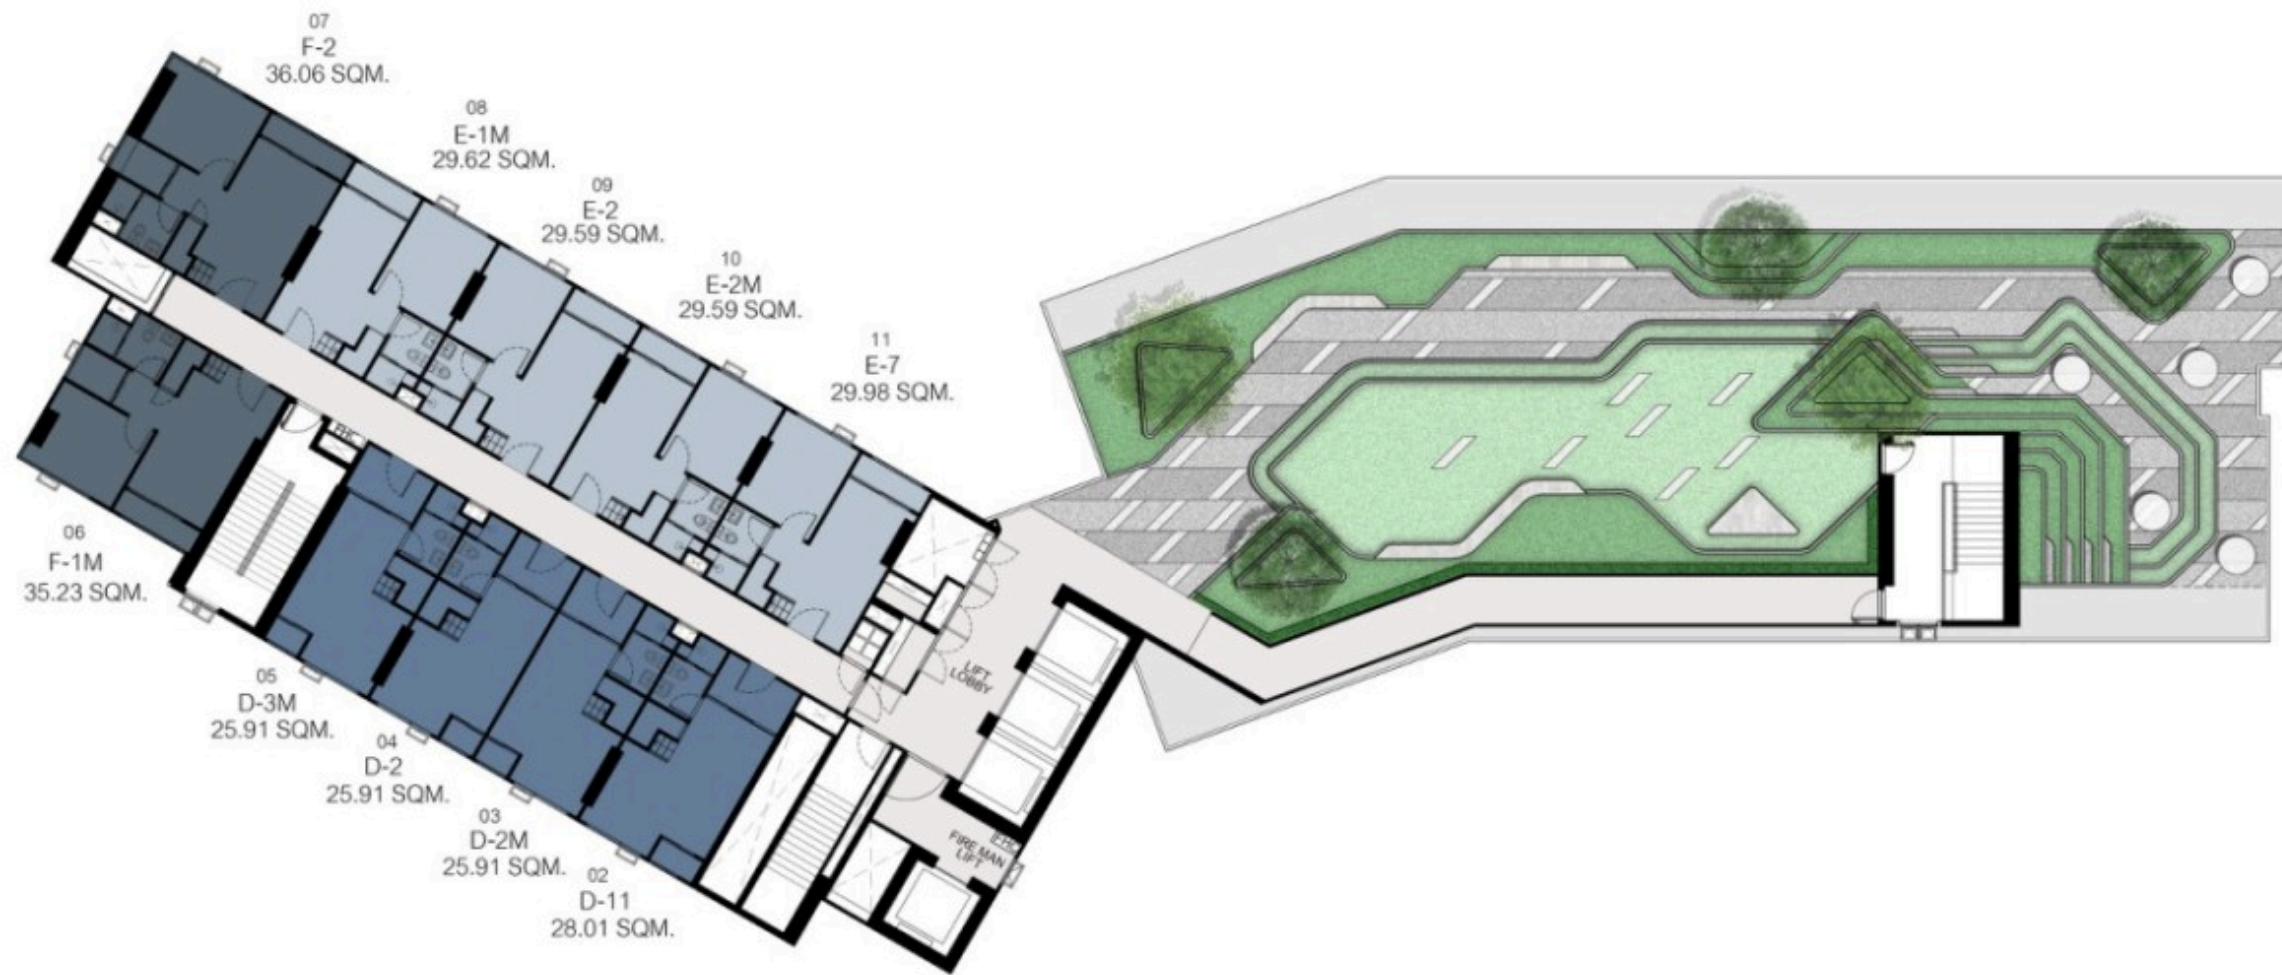 07
F-2
36.06 SQM.
08
E-1M
29.62 SQM.
09
E-2
29.59 SQM.
10
E-2M
29.59 SQM.
11
E-7
29.98 SQM.
06
F-1M
35.23 SQM.
05
D-3M
25.91 SQM.
04
D-2
25.91 SQM.
03
D-2M
25.91 SQM.
02
D-11
28.01 SQM.
FHC
LIFT
LOBBY
FHC
FIRE MAN
LIFT